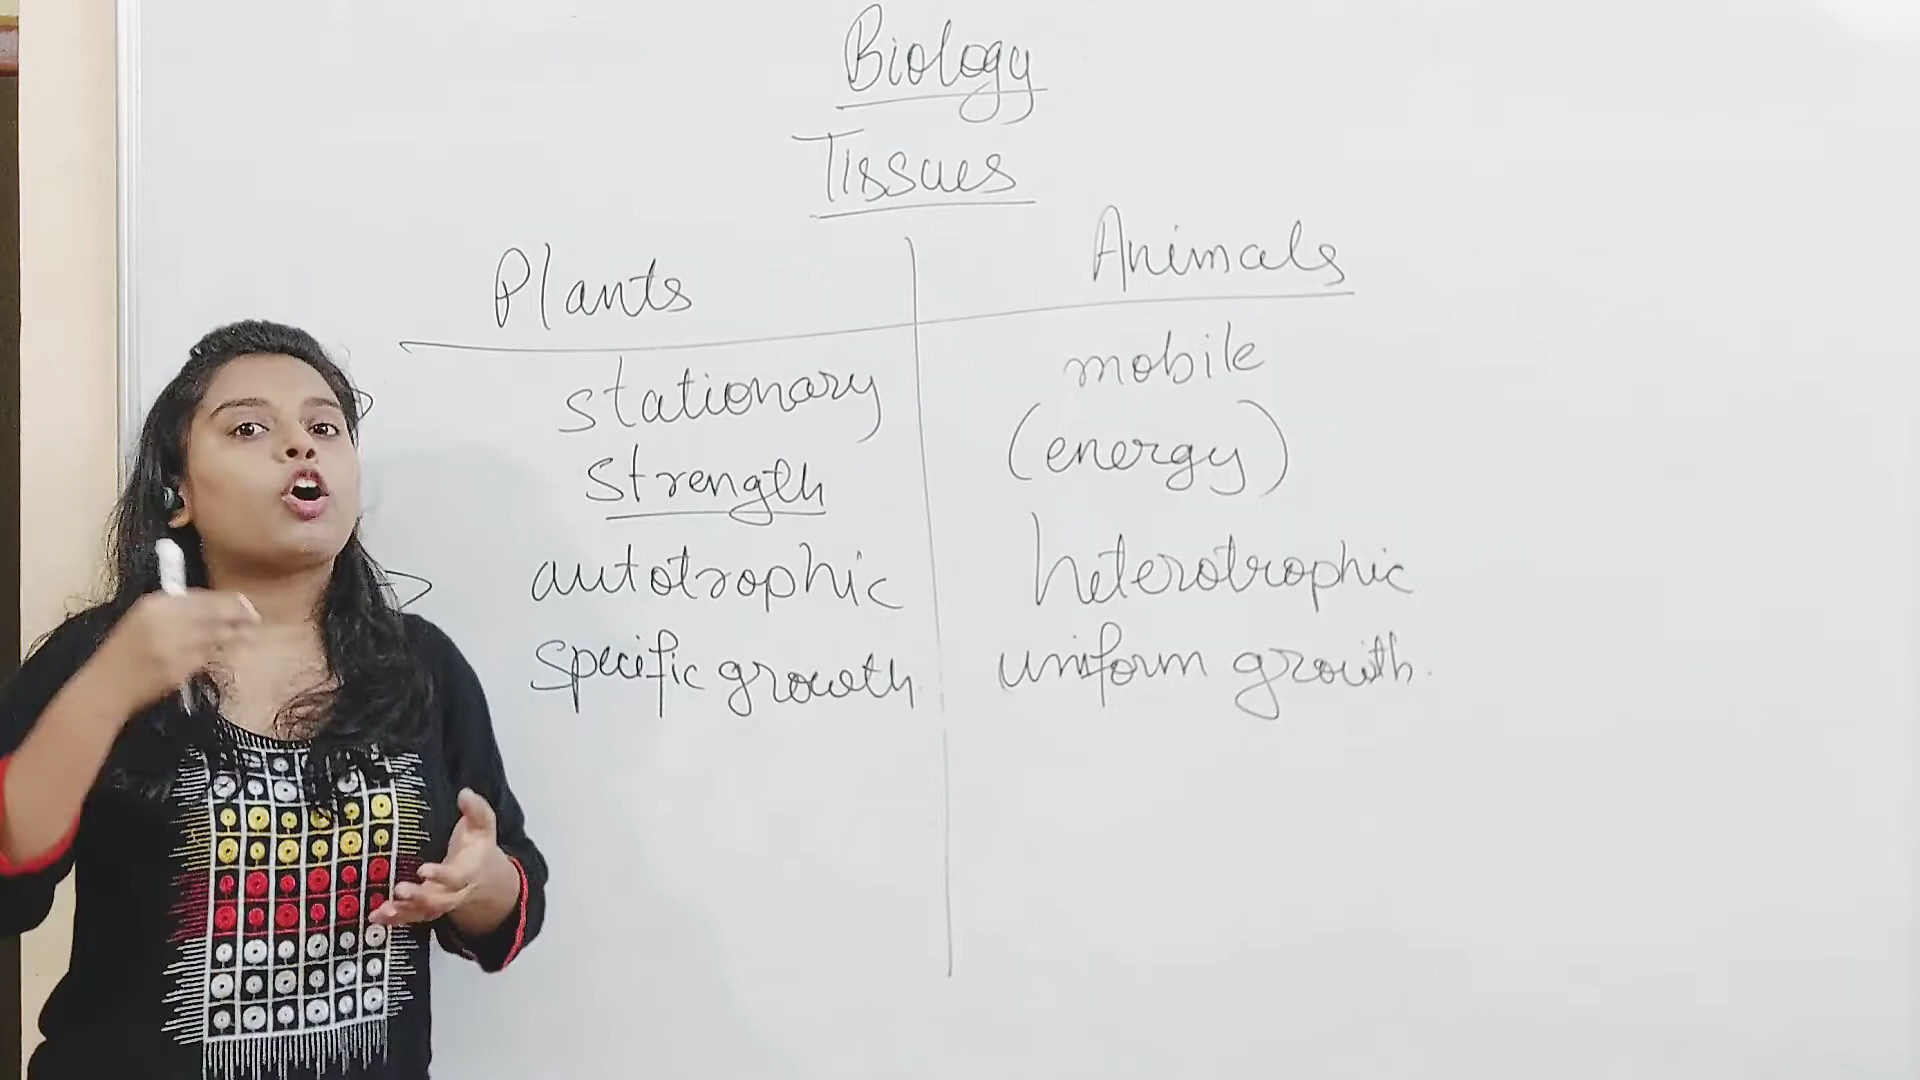 Biology
Tissues
Plants Animals
stationary mobile
strength (energy)
autotrophic heterotrophic
specific growth uniform growth.